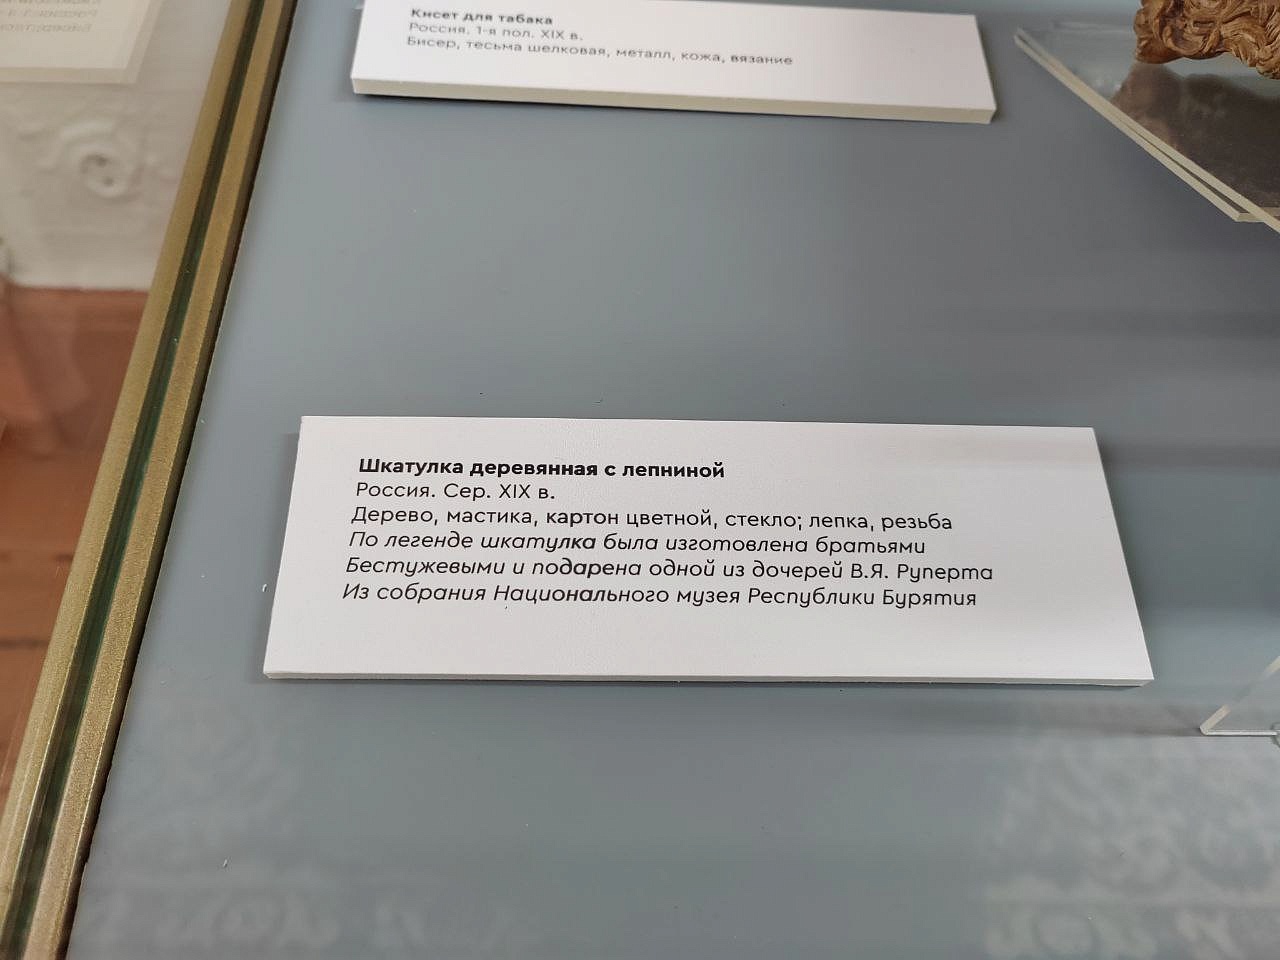 Кисет для табака
Россия. 1-я пол. XIX в.
Бисер, тесьма шелковая, металл, кожа, вязание
Шкатулка деревянная с лепниной
Россия. Сер. XIX в.
Дерево, мастика, картон цветной, стекло; лепка, резьба
По легенде шкатулка была изготовлена братьями
Бестужевыми и подарена одной из дочерей В.Я. Руперта
Из собрания Национального музея Республики Бурятия